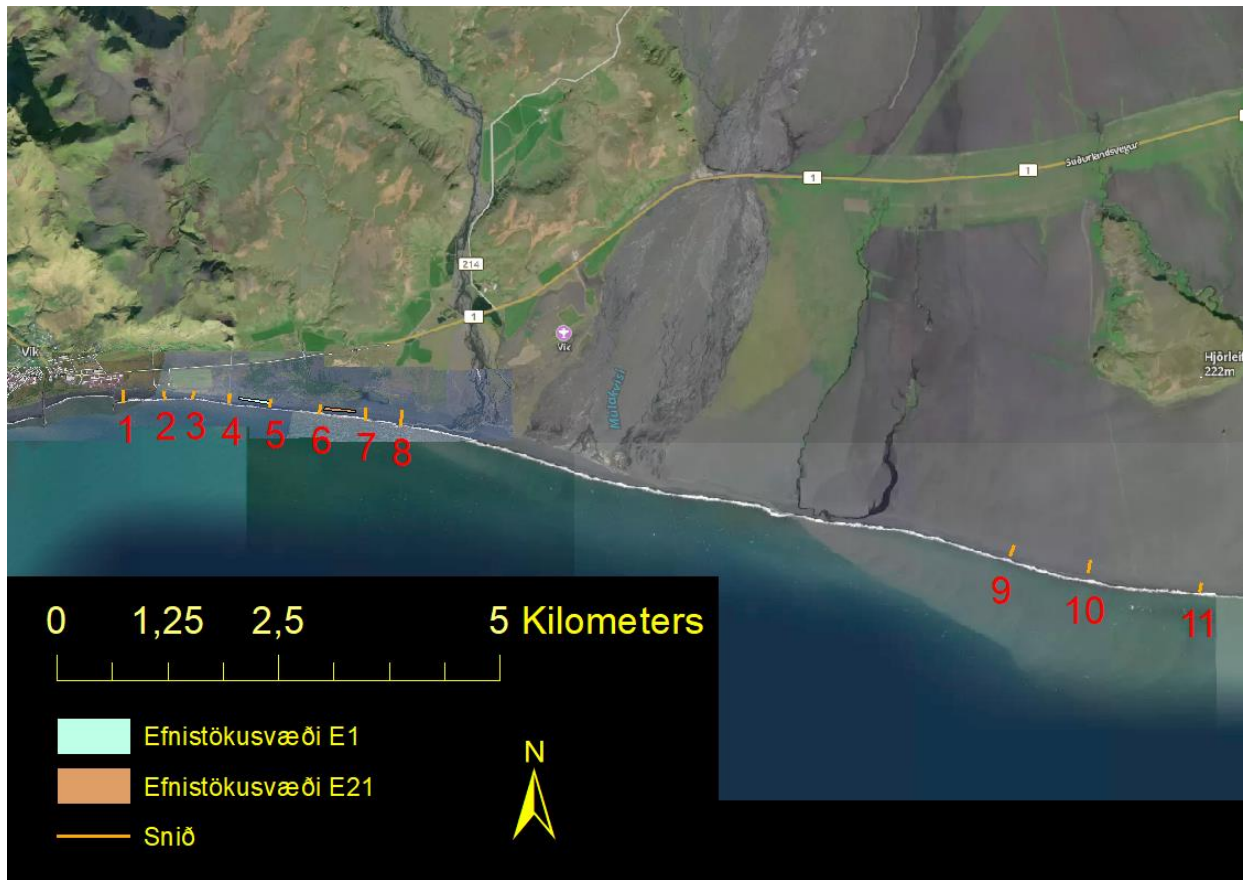 1
Suðurlandsvegur
1
214
1
Vík
Vík
Hjörleif
222m
Múlakvísl
1
2
3
4
5
6
7
8
9
10
11
0 1,25 2,5 5 Kilometers
Efnistökusvæði E1
Efnistökusvæði E21
Snið
N